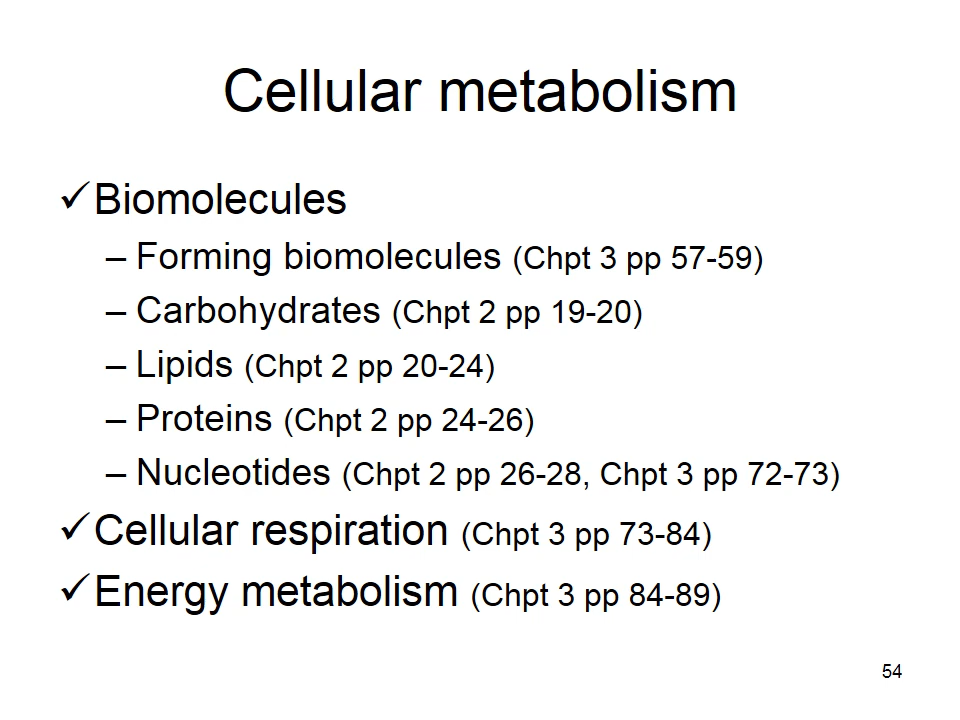 Cellular metabolism
✓Biomolecules
– Forming biomolecules (Chpt 3 pp 57-59)
– Carbohydrates (Chpt 2 pp 19-20)
– Lipids (Chpt 2 pp 20-24)
– Proteins (Chpt 2 pp 24-26)
– Nucleotides (Chpt 2 pp 26-28, Chpt 3 pp 72-73)
✓Cellular respiration (Chpt 3 pp 73-84)
✓Energy metabolism (Chpt 3 pp 84-89)
54